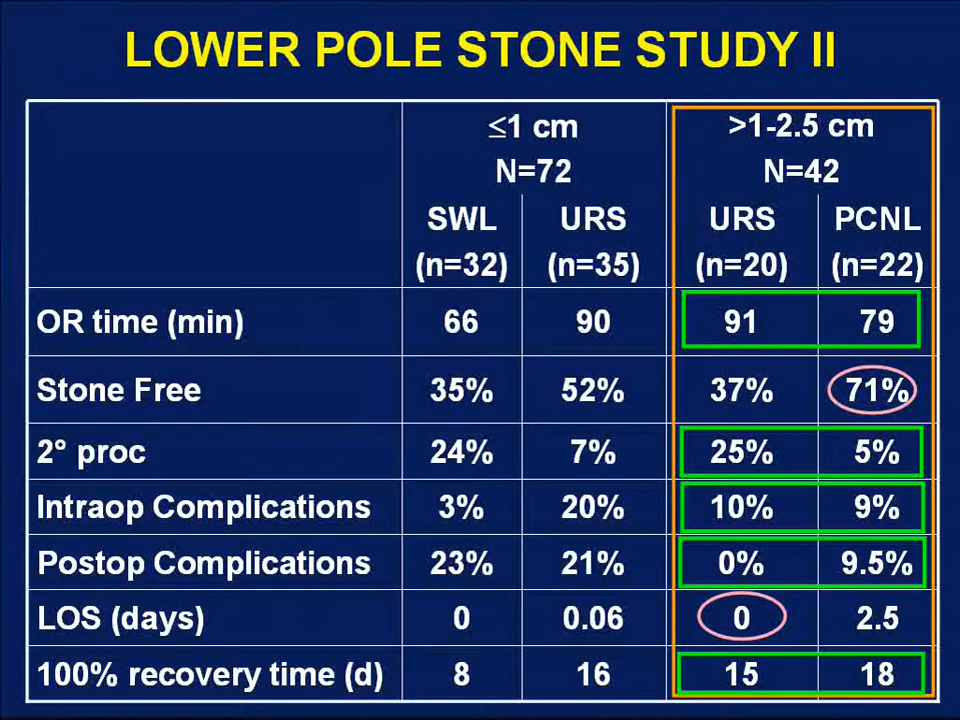 LOWER POLE STONE STUDY II
≤1 cm >1-2.5 cm
N=72 N=42
SWL URS URS PCNL
(n=32) (n=35) (n=20) (n=22)
OR time (min) 66 90 91 79
Stone Free 35% 52% 37% 71%
2° proc 24% 7% 25% 5%
Intraop Complications 3% 20% 10% 9%
Postop Complications 23% 21% 0% 9.5%
LOS (days) 0 0.06 0 2.5
100% recovery time (d) 8 16 15 18